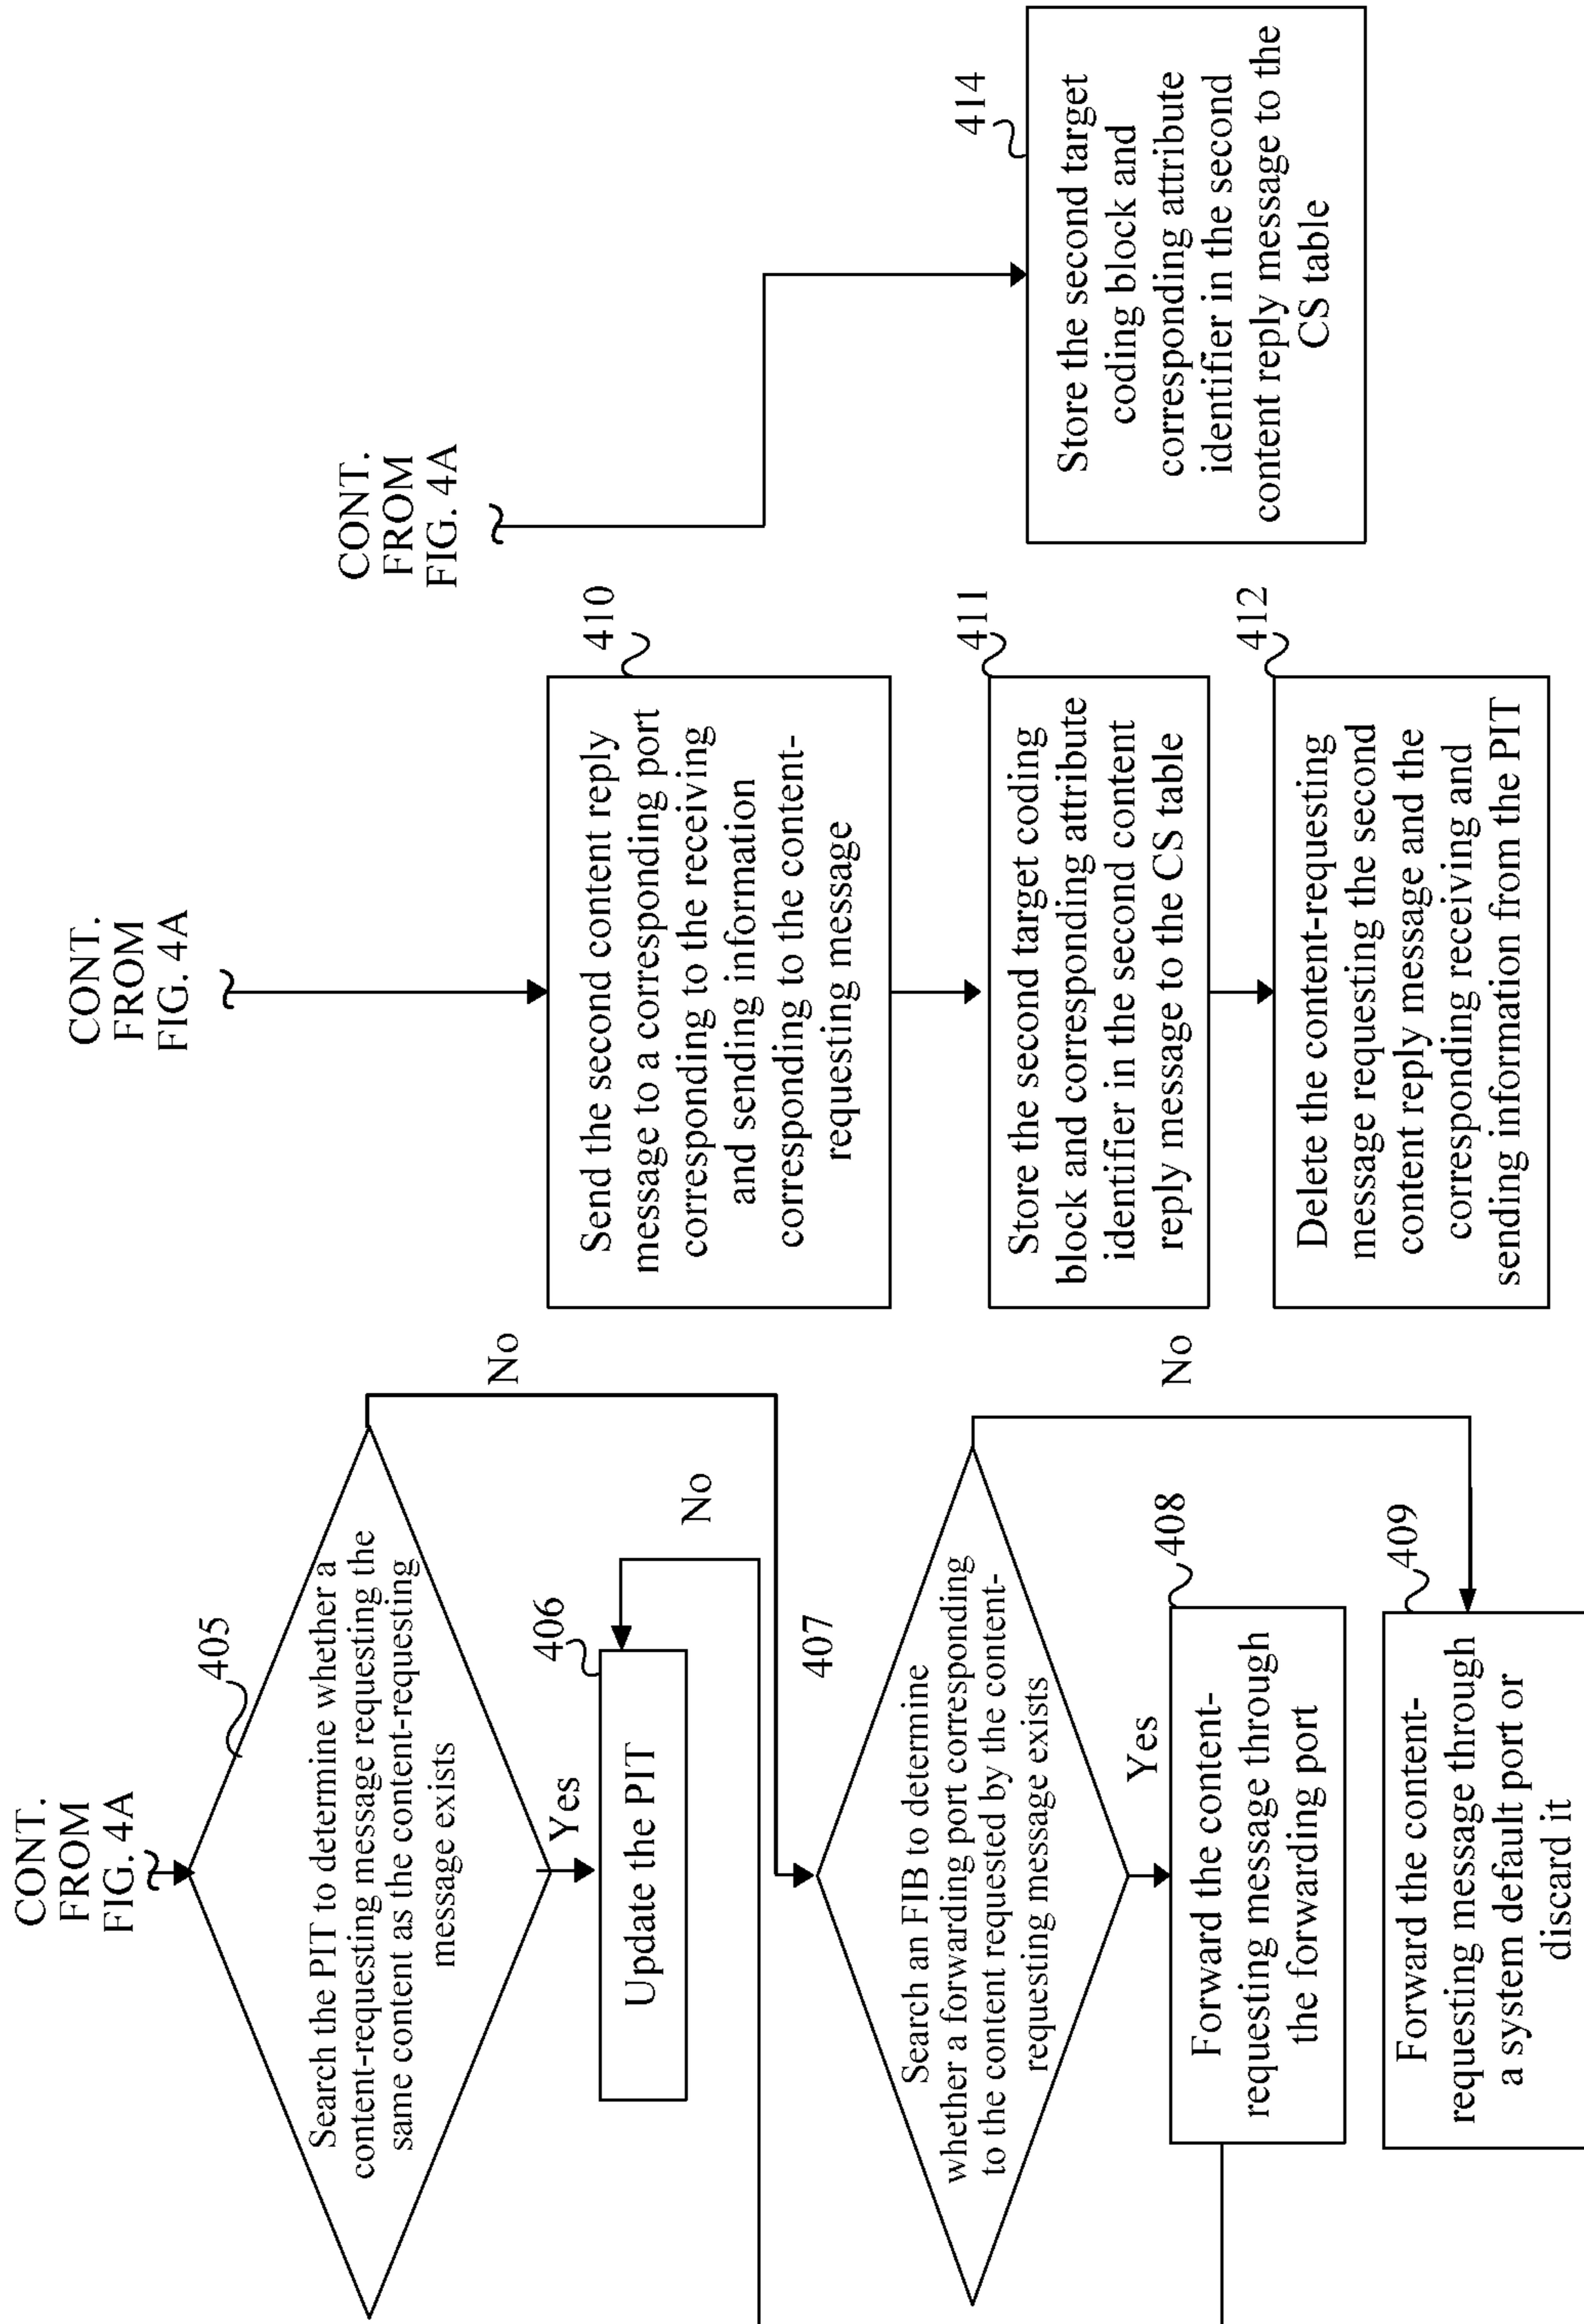 CONT.
FROM
FIG. 4A
405
Search the PIT to determine whether a
content-requesting message requesting the
same content as the content-requesting
message exists
Yes
No
406
Update the PIT
No
407
Search an FIB to determine
whether a forwarding port corresponding
to the content requested by the content-
requesting message exists
Yes
No
408
Forward the content-
requesting message through
the forwarding port
409
Forward the content-
requesting message through
a system default port or
discard it
CONT.
FROM
FIG. 4A
410
Send the second content reply
message to a corresponding port
corresponding to the receiving
and sending information
corresponding to the content-
requesting message
411
Store the second target coding
block and corresponding attribute
identifier in the second content
reply message to the CS table
412
Delete the content-requesting
message requesting the second
content reply message and the
corresponding receiving and
sending information from the PIT
CONT.
FROM
FIG. 4A
414
Store the second target
coding block and
corresponding attribute
identifier in the second
content reply message to the
CS table